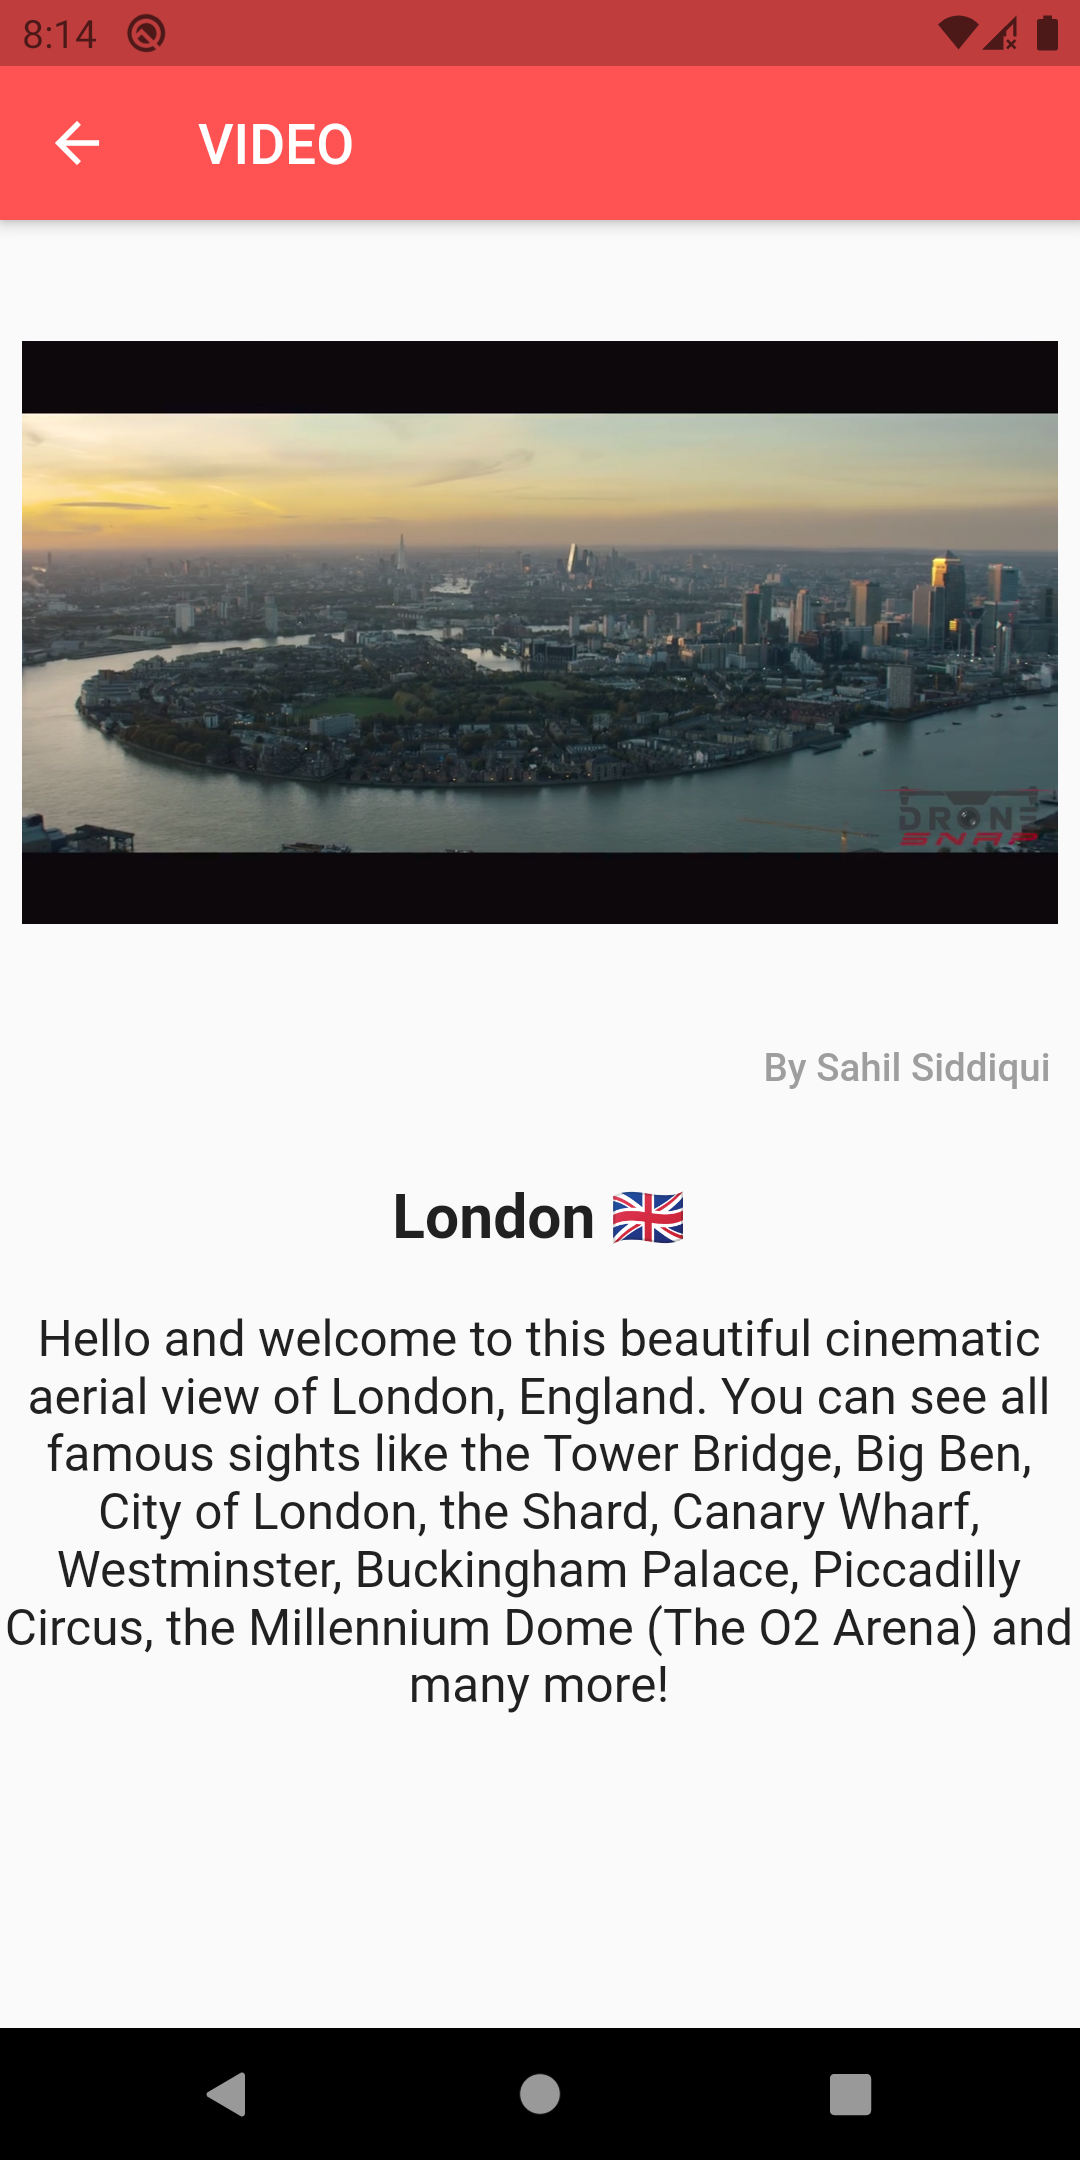 8:14
VIDEO
DRONE
SNAP
By Sahil Siddiqui
London 🇬🇧
Hello and welcome to this beautiful cinematic
aerial view of London, England. You can see all
famous sights like the Tower Bridge, Big Ben,
City of London, the Shard, Canary Wharf,
Westminster, Buckingham Palace, Piccadilly
Circus, the Millennium Dome (The O2 Arena) and
many more!